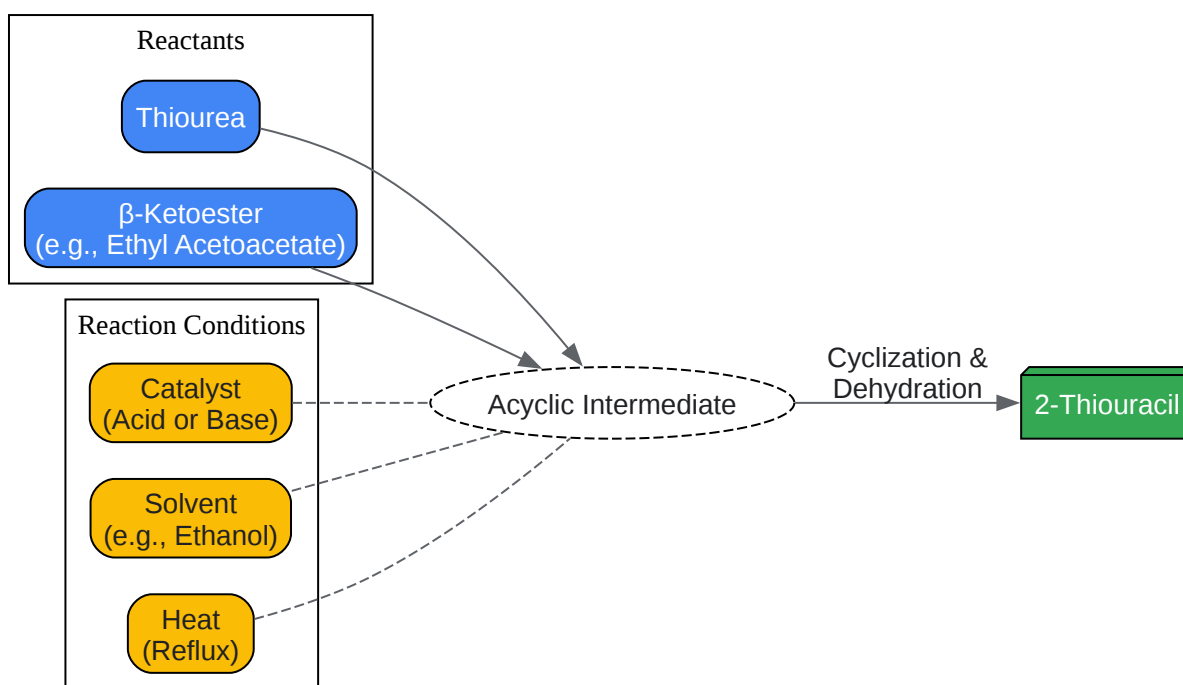 Reactants
Thiourea
β-Ketoester
(e.g., Ethyl Acetoacetate)
Reaction Conditions
Catalyst
(Acid or Base)
Solvent
(e.g., Ethanol)
Heat
(Reflux)
Acyclic Intermediate
Cyclization &
Dehydration
2-Thiouracil